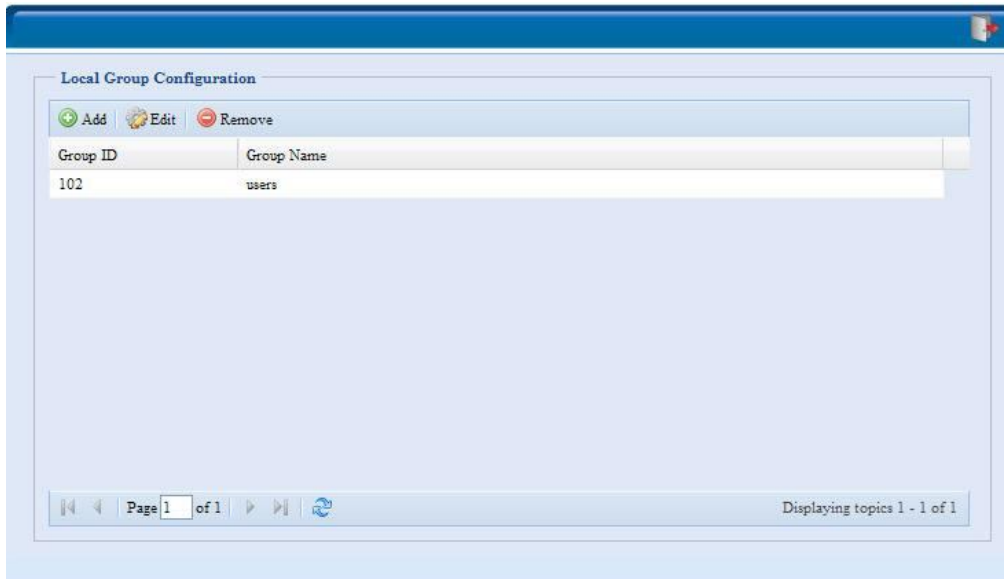 Local Group Configuration
Add Edit Remove
Group ID Group Name
102 users
Page 1 of 1 Displaying topics 1 - 1 of 1